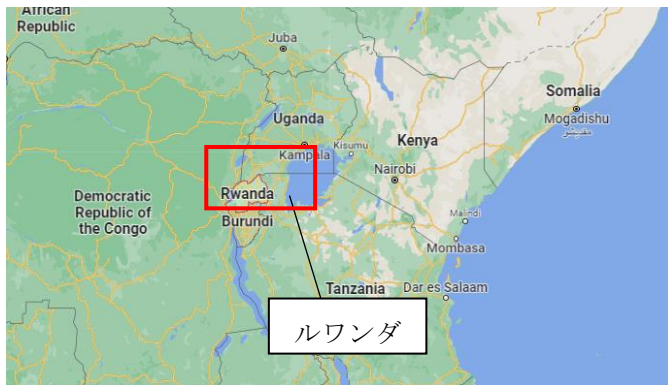 African
Republic
Juba
Somalia
Mogadishu
مقديشو
Uganda
Kampala
Kisumu
Kenya
Nairobi
Rwanda
Democratic
Republic of
the Congo
Burundi
Malindi
Mombasa
Tanzania
Dar es Salaam
ルワンダ